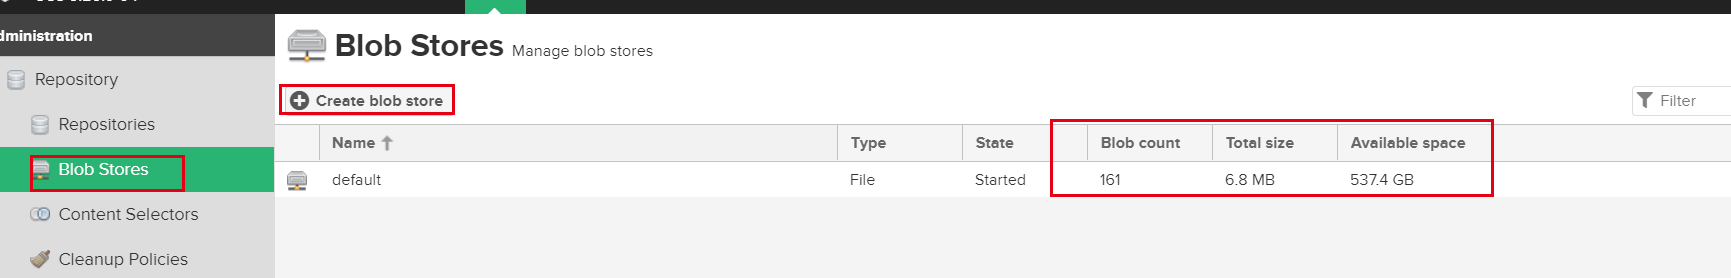 dministration
Blob Stores Manage blob stores
Repository
Create blob store
Filter
Repositories
Name Type State Blob count Total size Available space
Blob Stores
default File Started 161 6.8 MB 537.4 GB
Content Selectors
Cleanup Policies